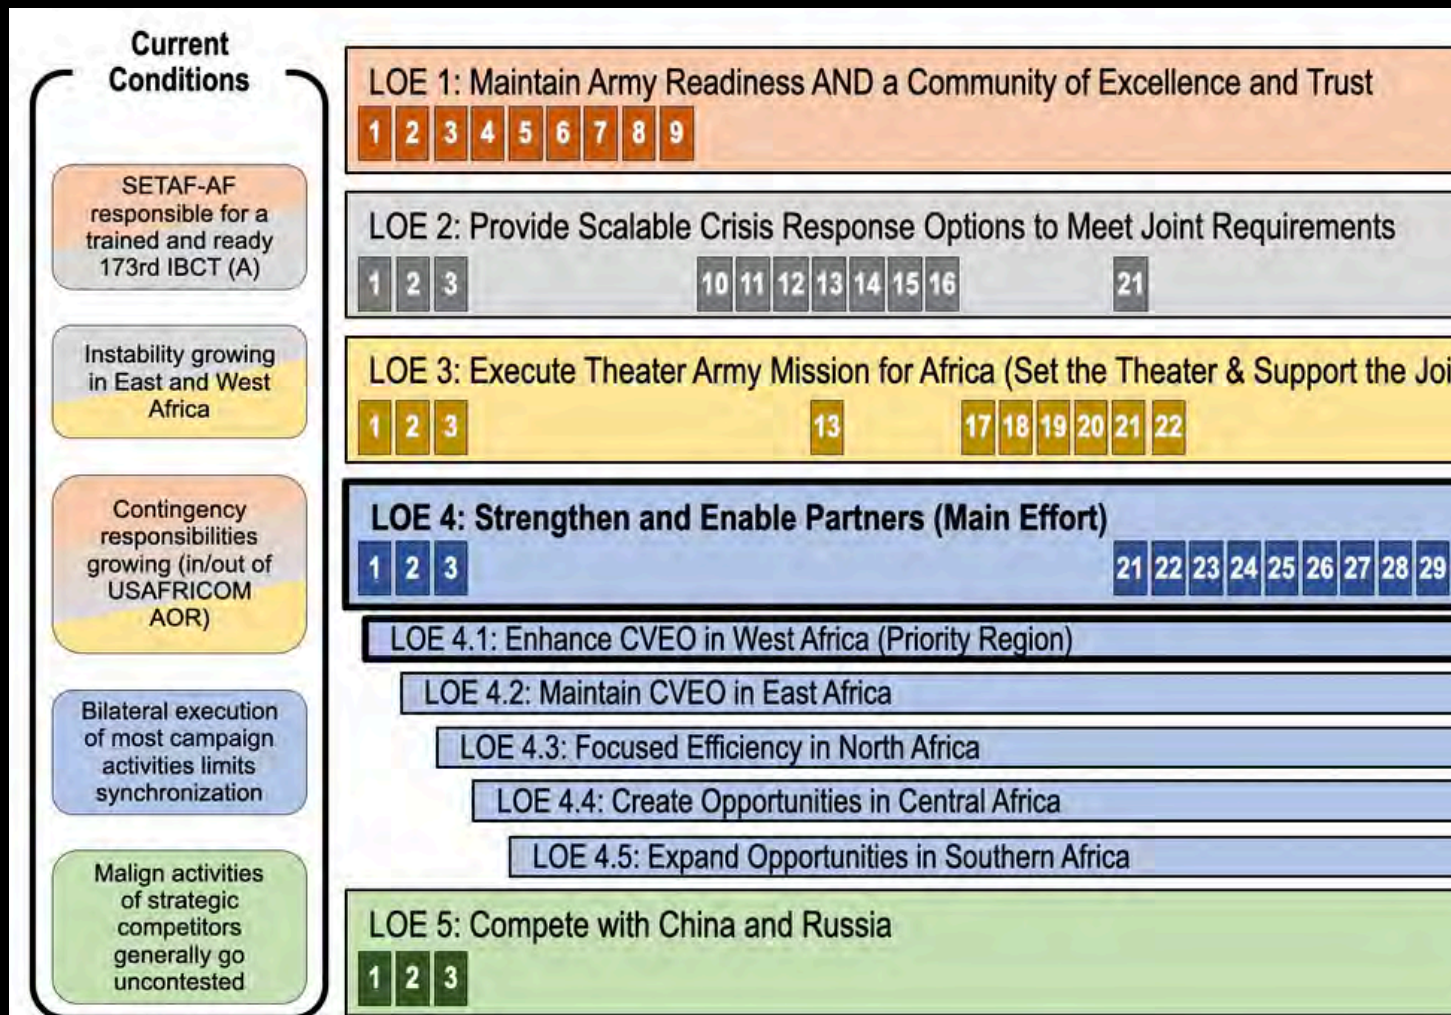 Current
Conditions
SETAF-AF
responsible for a
trained and ready
173rd IBCT (A)
Instability growing
in East and West
Africa
Contingency
responsibilities
growing (in/out of
USAFRICOM
AOR)
Bilateral execution
of most campaign
activities limits
synchronization
Malign activities
of strategic
competitors
generally go
uncontested
LOE 1: Maintain Army Readiness AND a Community of Excellence and Trust
1 2 3 4 5 6 7 8 9
LOE 2: Provide Scalable Crisis Response Options to Meet Joint Requirements
1 2 3 10 11 12 13 14 15 16 21
LOE 3: Execute Theater Army Mission for Africa (Set the Theater & Support the Joi
1 2 3 13 17 18 19 20 21 22
LOE 4: Strengthen and Enable Partners (Main Effort)
1 2 3 21 22 23 24 25 26 27 28 29
LOE 4.1: Enhance CVEO in West Africa (Priority Region)
LOE 4.2: Maintain CVEO in East Africa
LOE 4.3: Focused Efficiency in North Africa
LOE 4.4: Create Opportunities in Central Africa
LOE 4.5: Expand Opportunities in Southern Africa
LOE 5: Compete with China and Russia
1 2 3